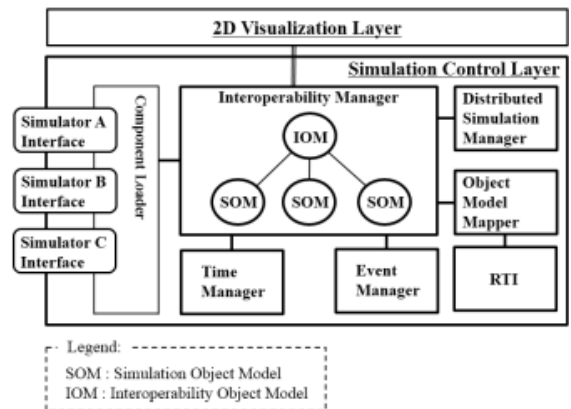 2D Visualization Layer
Simulation Control Layer
Simulator A
Interface
Simulator B
Interface
Simulator C
Interface
Component Loader
Interoperability Manager
IOM
SOM
SOM
SOM
Distributed
Simulation
Manager
Object
Model
Mapper
Time
Manager
Event
Manager
RTI
Legend:
SOM : Simulation Object Model
IOM : Interoperability Object Model